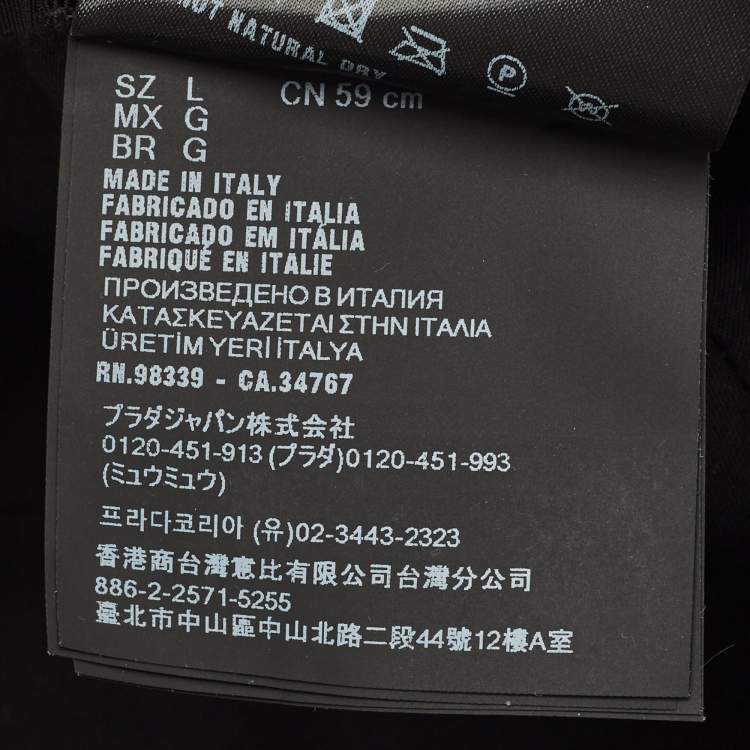 NOT NATURAL DRY
P
SZ L CN 59 cm
MX G
BR G
MADE IN ITALY
FABRICADO EN ITALIA
FABRICADO EM ITÁLIA
FABRIQUÉ EN ITALIE
ПРОИЗВЕДЕНО В ИТАЛИЯ
ΚΑΤΑΣΚΕΥΑΖΕΤΑΙ ΣΤΗΝ ΙΤΑΛΙΑ
ÜRETİM YERİ İTALYA
RN.98339 - CA.34767
プラダジャパン株式会社
0120-451-913 (プラダ)0120-451-993
(ミュウミュウ)
프라다코리아 (유)02-3443-2323
香港商台灣惠比有限公司台灣分公司
886-2-2571-5255
臺北市中山區中山北路二段44號12樓A室